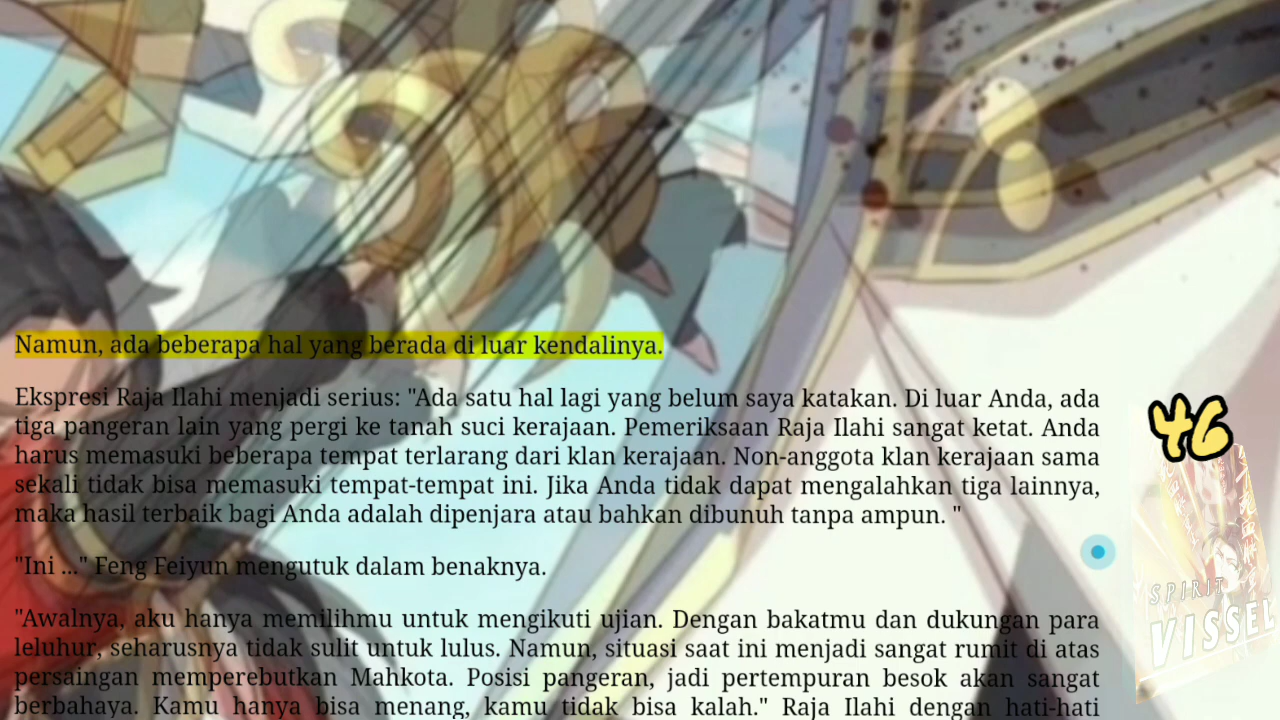 Namun, ada beberapa hal yang berada di luar kendalinya.
Ekspresi Raja Ilahi menjadi serius: "Ada satu hal lagi yang belum saya katakan. Di luar Anda, ada
tiga pangeran lain yang pergi ke tanah suci kerajaan. Pemeriksaan Raja Ilahi sangat ketat. Anda
harus memasuki beberapa tempat terlarang dari klan kerajaan. Non-anggota klan kerajaan sama
sekali tidak bisa memasuki tempat-tempat ini. Jika Anda tidak dapat mengalahkan tiga lainnya,
maka hasil terbaik bagi Anda adalah dipenjara atau bahkan dibunuh tanpa ampun. "
46
"Ini ..." Feng Feiyun mengutuk dalam benaknya.
SPIRIT
VISSEL
"Awalnya, aku hanya memilihmu untuk mengikuti ujian. Dengan bakatmu dan dukungan para
leluhur, seharusnya tidak sulit untuk lulus. Namun, situasi saat ini menjadi sangat rumit di atas
persaingan memperebutkan Mahkota. Posisi pangeran, jadi pertempuran besok akan sangat
berbahaya. Kamu hanya bisa menang, kamu tidak bisa kalah." Raja Ilahi dengan hati-hati